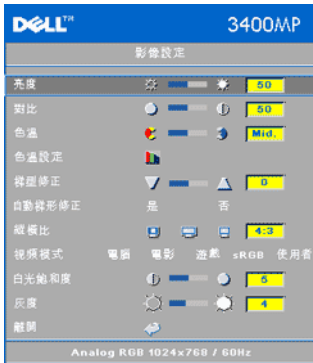 DELL™ 3400MP
影像設定
亮度 50
對比 50
色溫 Mid.
色溫設定
梯型修正 0
自動梯形修正 是 否
縱橫比 4:3
視頻模式 電腦 電影 遊戲 sRGB 使用者
白光飽和度 5
灰度 4
離開
Analog RGB 1024x768 / 60Hz